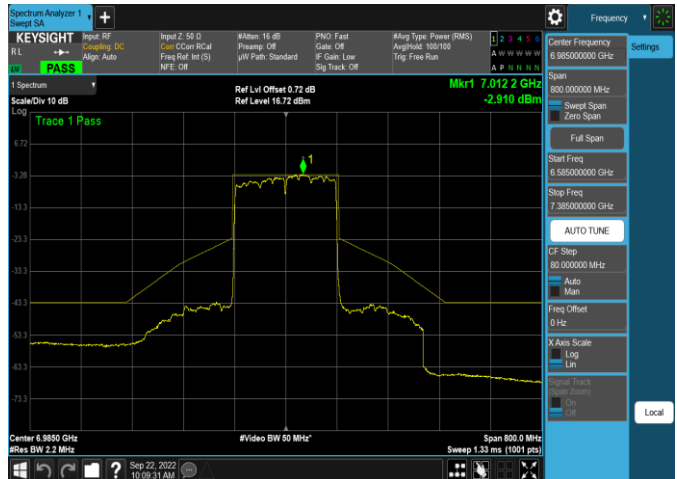 Spectrum Analyzer 1
Swept SA
Frequency
KEYSIGHT
Input: RF
Input Z: 50 Ω
#Atten: 16 dB
PNO: Fast
#Avg Type: Power (RMS)
1 2 3 4 5 6
RL
Coupling: DC
Corr CCorr RCal
Preamp: Off
Gate: Off
Avg|Hold: 100/100
A W W W W W
Align: Auto
Freq Ref: Int (S)
µW Path: Standard
IF Gain: Low
Trig: Free Run
PASS
NFE: Off
Sig Track: Off
A P N N N N
1 Spectrum
Ref Lvl Offset 0.72 dB
Mkr1 7.012 2 GHz
Scale/Div 10 dB
Ref Level 16.72 dBm
-2.910 dBm
Log
Trace 1 Pass
1
6.72
-3.28
-13.3
-23.3
-33.3
-43.3
-53.3
-63.3
-73.3
Center 6.9850 GHz
#Video BW 50 MHz*
Span 800.0 MHz
#Res BW 2.2 MHz
Sweep 1.33 ms (1001 pts)
Sep 22, 2022
10:09:31 AM
Center Frequency
6.985000000 GHz
Settings
Span
800.000000 MHz
Swept Span
Zero Span
Full Span
Start Freq
6.585000000 GHz
Stop Freq
7.385000000 GHz
AUTO TUNE
CF Step
80.000000 MHz
Auto
Man
Freq Offset
0 Hz
X Axis Scale
Log
Lin
Signal Track
(Span Zoom)
On
Off
Local